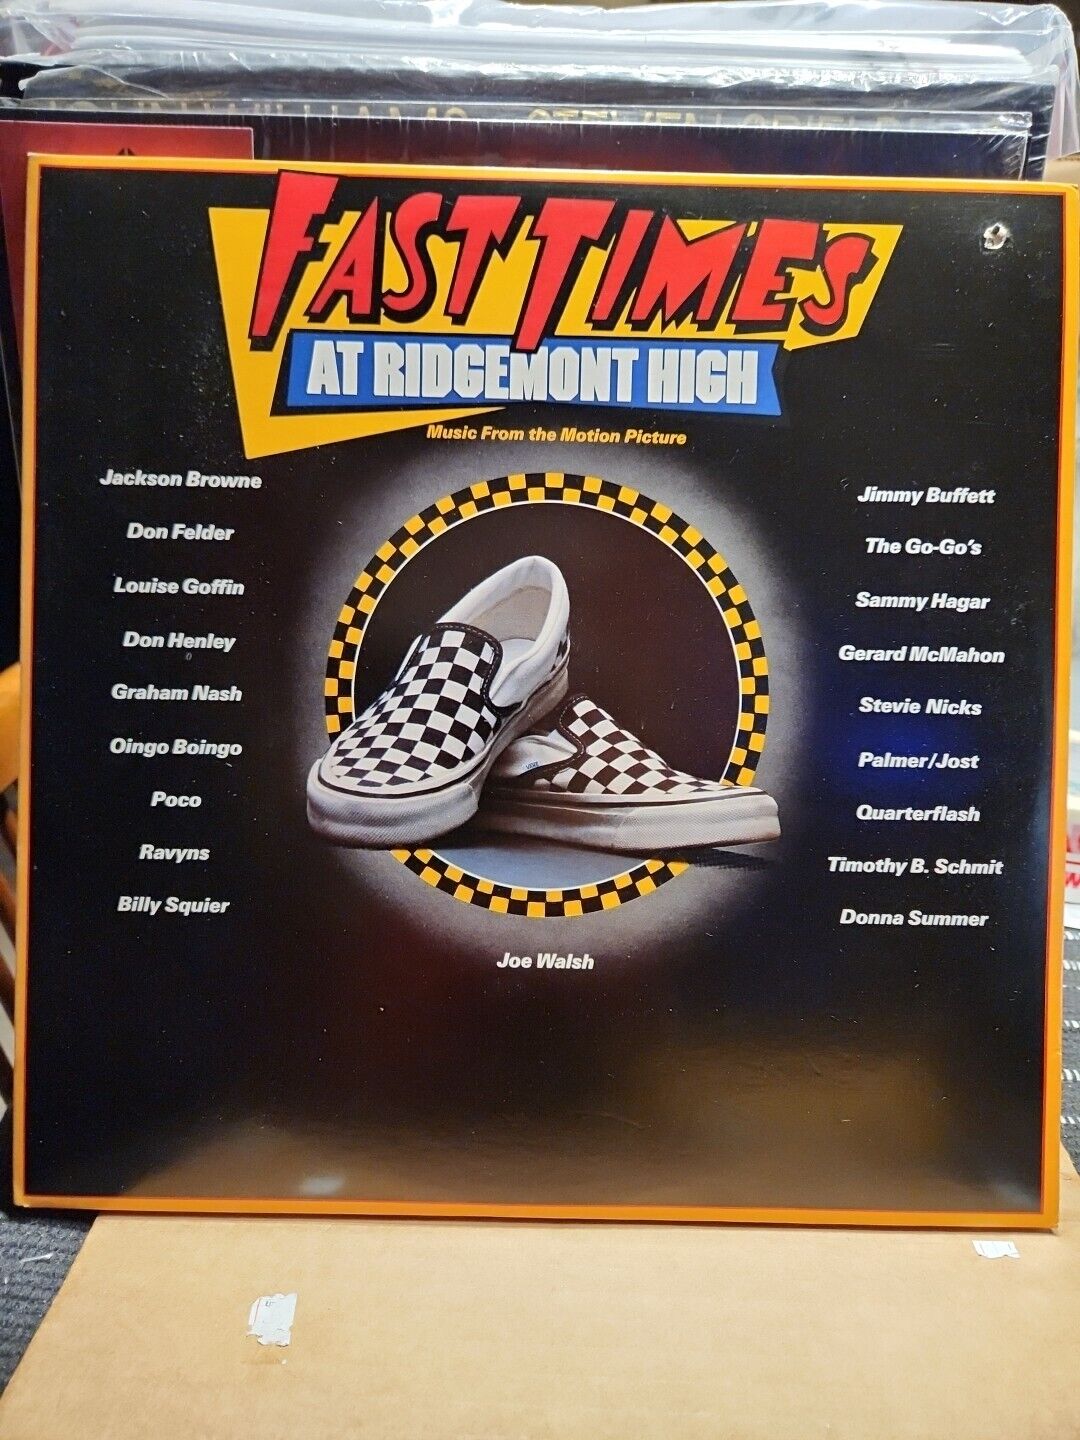 JOHN WILLIAMS
FAST TIMES
AT RIDGEMONT HIGH
Music From the Motion Picture
Jackson Browne
Don Felder
Louise Goffin
Don Henley
Graham Nash
Oingo Boingo
Poco
Ravyns
Billy Squier
Jimmy Buffett
The Go-Go's
Sammy Hagar
Gerard McMahon
Stevie Nicks
Palmer/Jost
Quarterflash
Timothy B. Schmit
Donna Summer
Joe Walsh